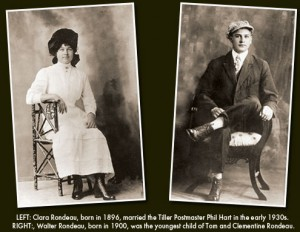 LEFT: Clara Rondeau, born in 1896, married the Tiller Postmaster Phil Hart in the early 1930s.
RIGHT:, Walter Rondeau, born in 1900, was the youngest child of Tom and Clementine Rondeau.